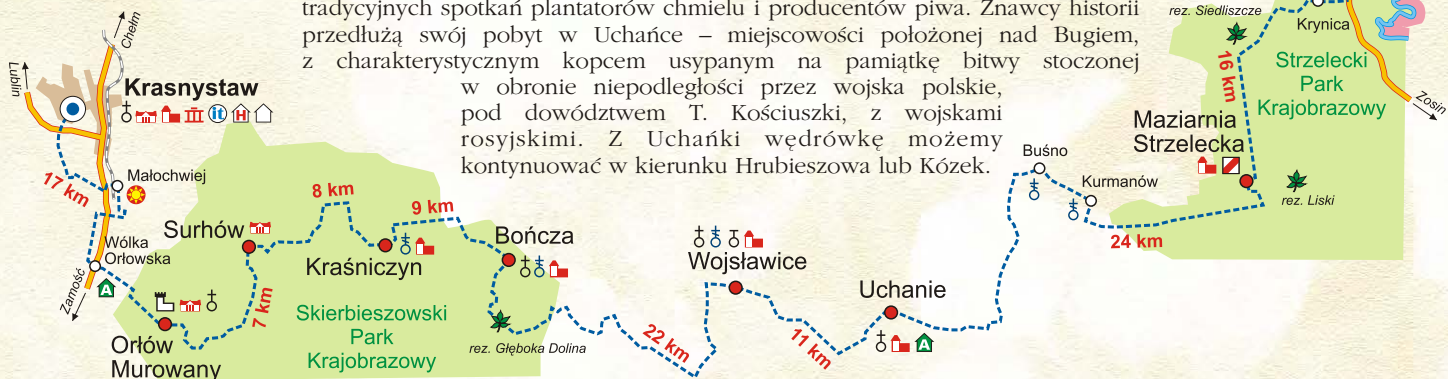 tradycyjnych spotkań plantatorów chmielu i producentów piwa. Znawcy historii
przedłużą swój pobyt w Uchańce – miejscowości położonej nad Bugiem,
z charakterystycznym kopcem usypanym na pamiątkę bitwy stoczonej
w obronie niepodległości przez wojska polskie,
pod dowództwem T. Kościuszki, z wojskami
rosyjskimi. Z Uchańki wędrówkę możemy
kontynuować w kierunku Hrubieszowa lub Kózek.
Chełm
Lublin
Krasnystaw
it
H
17 km
Małochwiej
Wólka
Orłowska
A
Zamość
Surhów
Orłów
Murowany
7 km
8 km
Kraśniczyn
9 km
Skierbieszowski
Park
Krajobrazowy
Bończa
rez. Głęboka Dolina
22 km
Wojsławice
11 km
Uchanie
A
Buśno
Kurmanów
24 km
Maziarnia
Strzelecka
16 km
rez. Siedliszcze
Krynica
Strzelecki
Park
Krajobrazowy
Zosin
rez. Liski